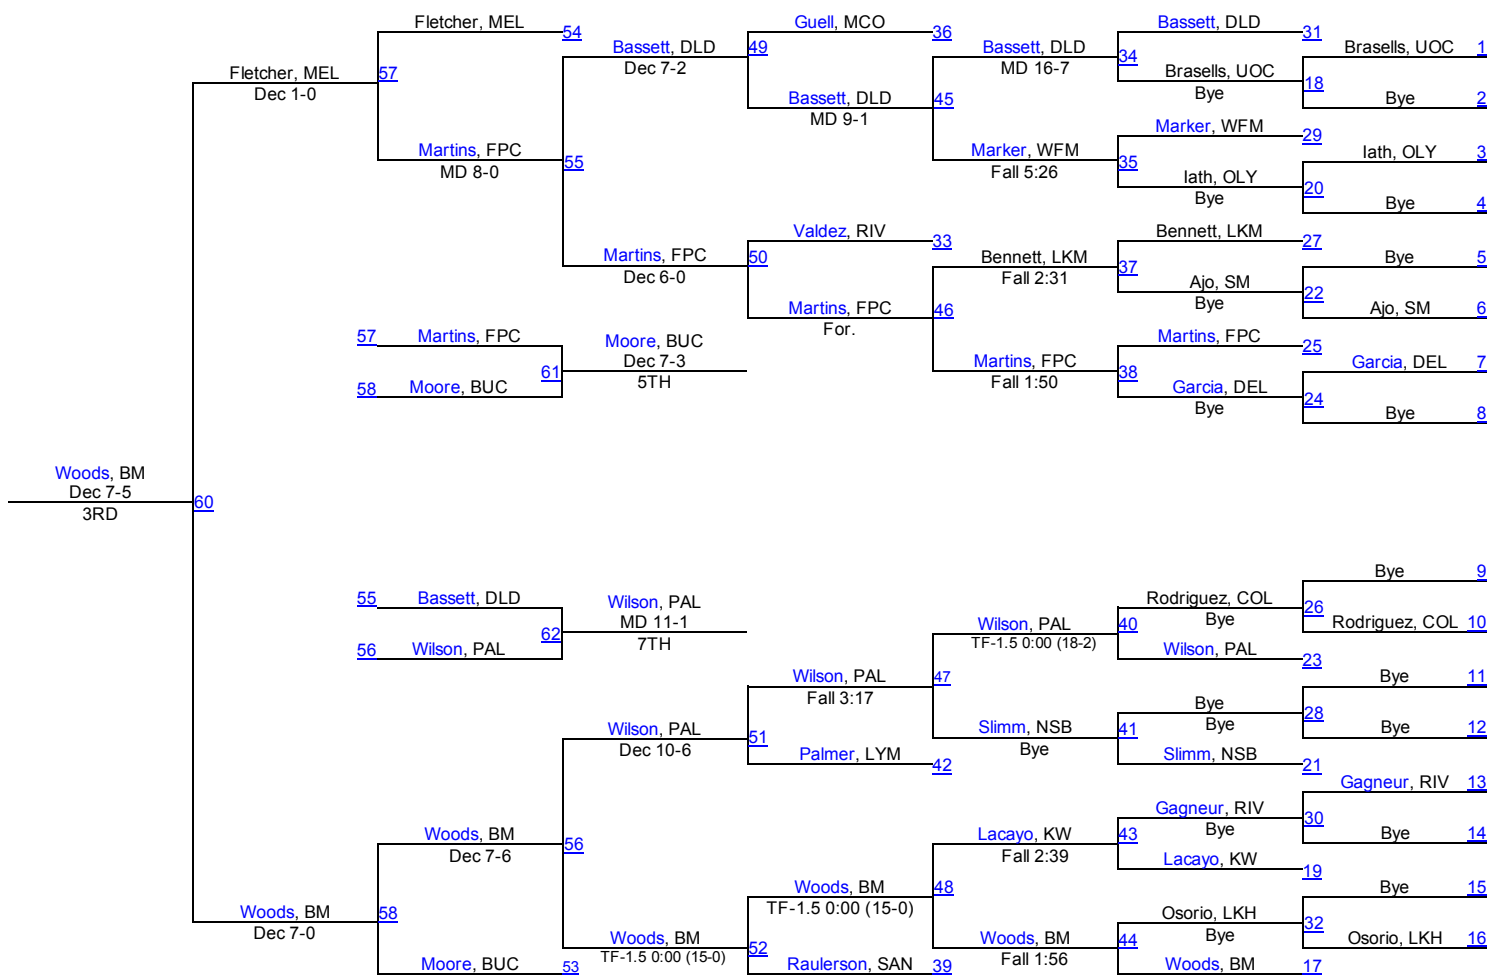 Fletcher, MEL
54
Guell, MCO
36
Bassett, DLD
31
Bassett, DLD
Dec 7-2
49
Bassett, DLD
MD 16-7
34
Brasells, UOC
1
Fletcher, MEL
Dec 1-0
57
Brasells, UOC
Bye
18
Bye
2
Bassett, DLD
MD 9-1
45
Marker, WFM
29
Martins, FPC
MD 8-0
55
Marker, WFM
Fall 5:26
35
Iath, OLY
3
Iath, OLY
Bye
20
Bye
4
Valdez, RIV
33
Bennett, LKM
27
Martins, FPC
Dec 6-0
50
Bennett, LKM
Fall 2:31
37
Bye
5
Ajo, SM
Bye
22
Ajo, SM
6
Martins, FPC
For.
46
57
Martins, FPC
Moore, BUC
Dec 7-3
5TH
61
58
Moore, BUC
Martins, FPC
25
Martins, FPC
Fall 1:50
38
Garcia, DEL
7
Garcia, DEL
Bye
24
Bye
8
Woods, BM
Dec 7-5
3RD
60
Bye
9
55
Bassett, DLD
Wilson, PAL
MD 11-1
7TH
62
56
Wilson, PAL
Rodriguez, COL
Bye
26
Rodriguez, COL
10
Wilson, PAL
TF-1.5 0:00 (18-2)
40
Wilson, PAL
23
Wilson, PAL
Fall 3:17
47
Bye
11
Bye
Bye
28
Bye
12
Wilson, PAL
Dec 10-6
51
Slimm, NSB
Bye
41
Slimm, NSB
21
Palmer, LYM
42
Gagneur, RIV
13
Gagneur, RIV
Bye
30
Bye
14
Woods, BM
Dec 7-6
56
Lacayo, KW
Fall 2:39
43
Lacayo, KW
19
Woods, BM
TF-1.5 0:00 (15-0)
48
Bye
15
Woods, BM
Dec 7-0
58
Osorio, LKH
Bye
32
Osorio, LKH
16
Woods, BM
TF-1.5 0:00 (15-0)
52
Woods, BM
Fall 1:56
44
Moore, BUC
53
Raulerson, SAN
39
Woods, BM
17